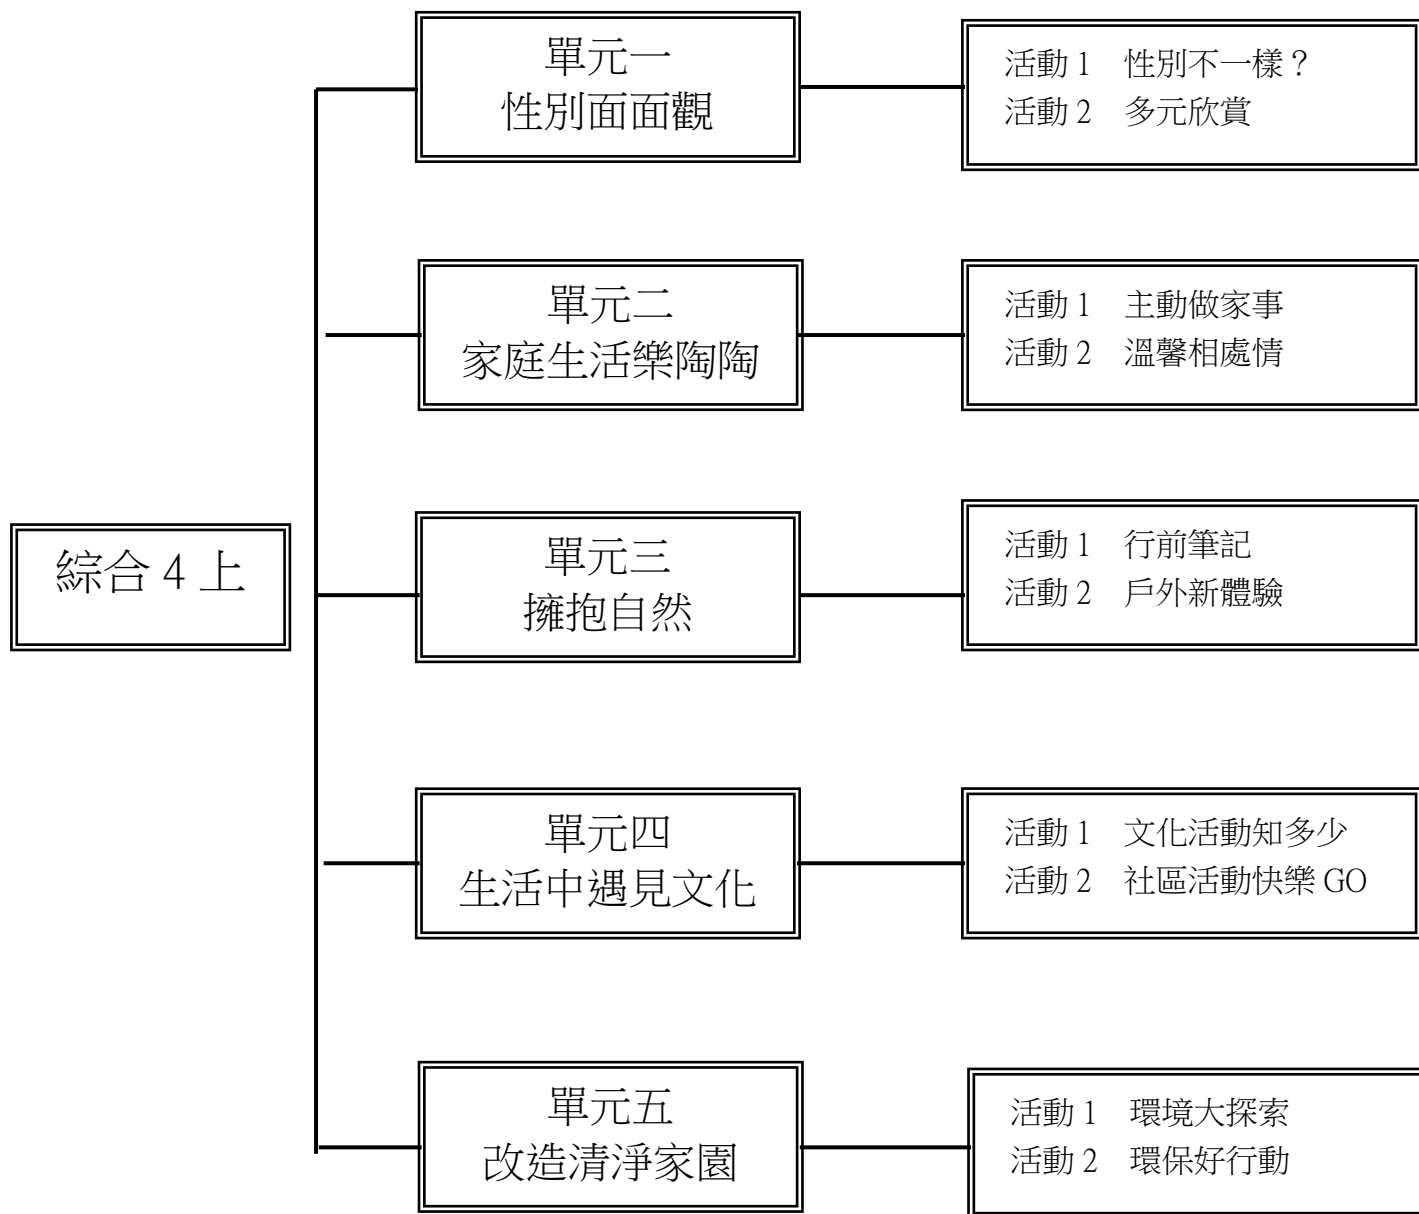 綜合 4 上
單元一
性別面面觀
活動 1　性別不一樣？
活動 2　多元欣賞
單元二
家庭生活樂陶陶
活動 1　主動做家事
活動 2　溫馨相處情
單元三
擁抱自然
活動 1　行前筆記
活動 2　戶外新體驗
單元四
生活中遇見文化
活動 1　文化活動知多少
活動 2　社區活動快樂 GO
單元五
改造清淨家園
活動 1　環境大探索
活動 2　環保好行動